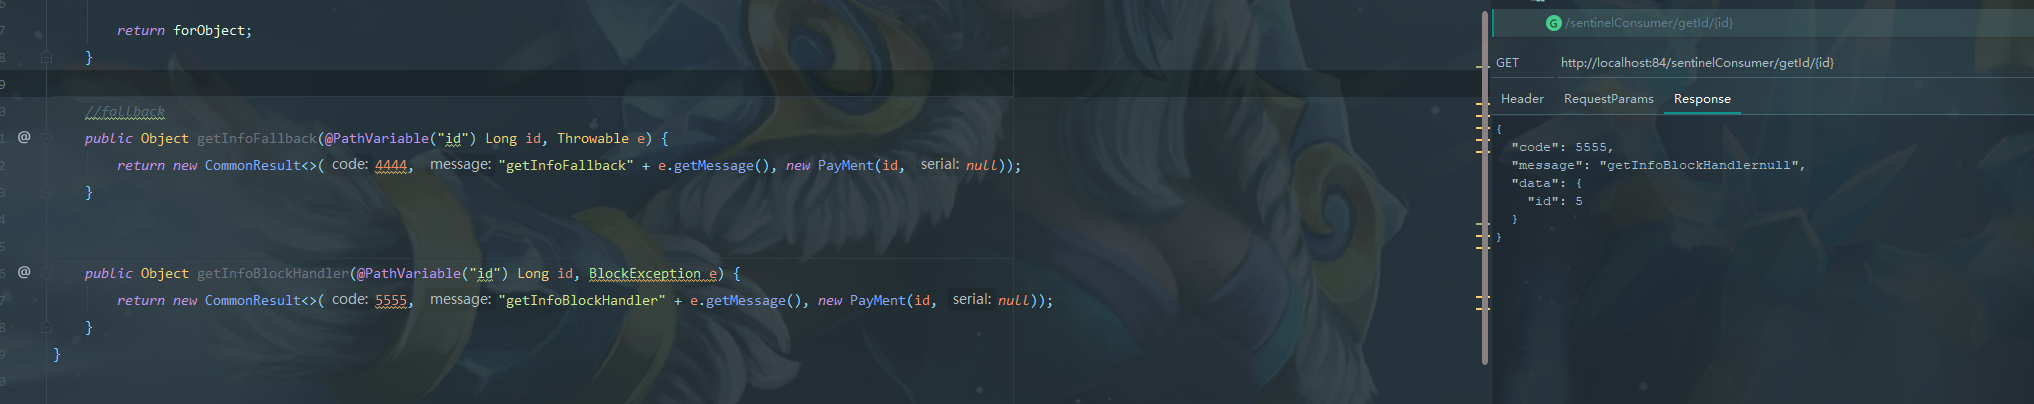 return forObject;
}
//fallback
public Object getInfoFallback(@PathVariable("id") Long id, Throwable e) {
return new CommonResult<>( code: 4444, message: "getInfoFallback" + e.getMessage(), new PayMent(id, serial: null));
}
public Object getInfoBlockHandler(@PathVariable("id") Long id, BlockException e) {
return new CommonResult<>( code: 5555, message: "getInfoBlockHandler" + e.getMessage(), new PayMent(id, serial: null));
}
}
G /sentinelConsumer/getId/{id}
GET http://localhost:84/sentinelConsumer/getId/{id}
Header RequestParams Response
{
"code": 5555,
"message": "getInfoBlockHandlernull",
"data": {
"id": 5
}
}